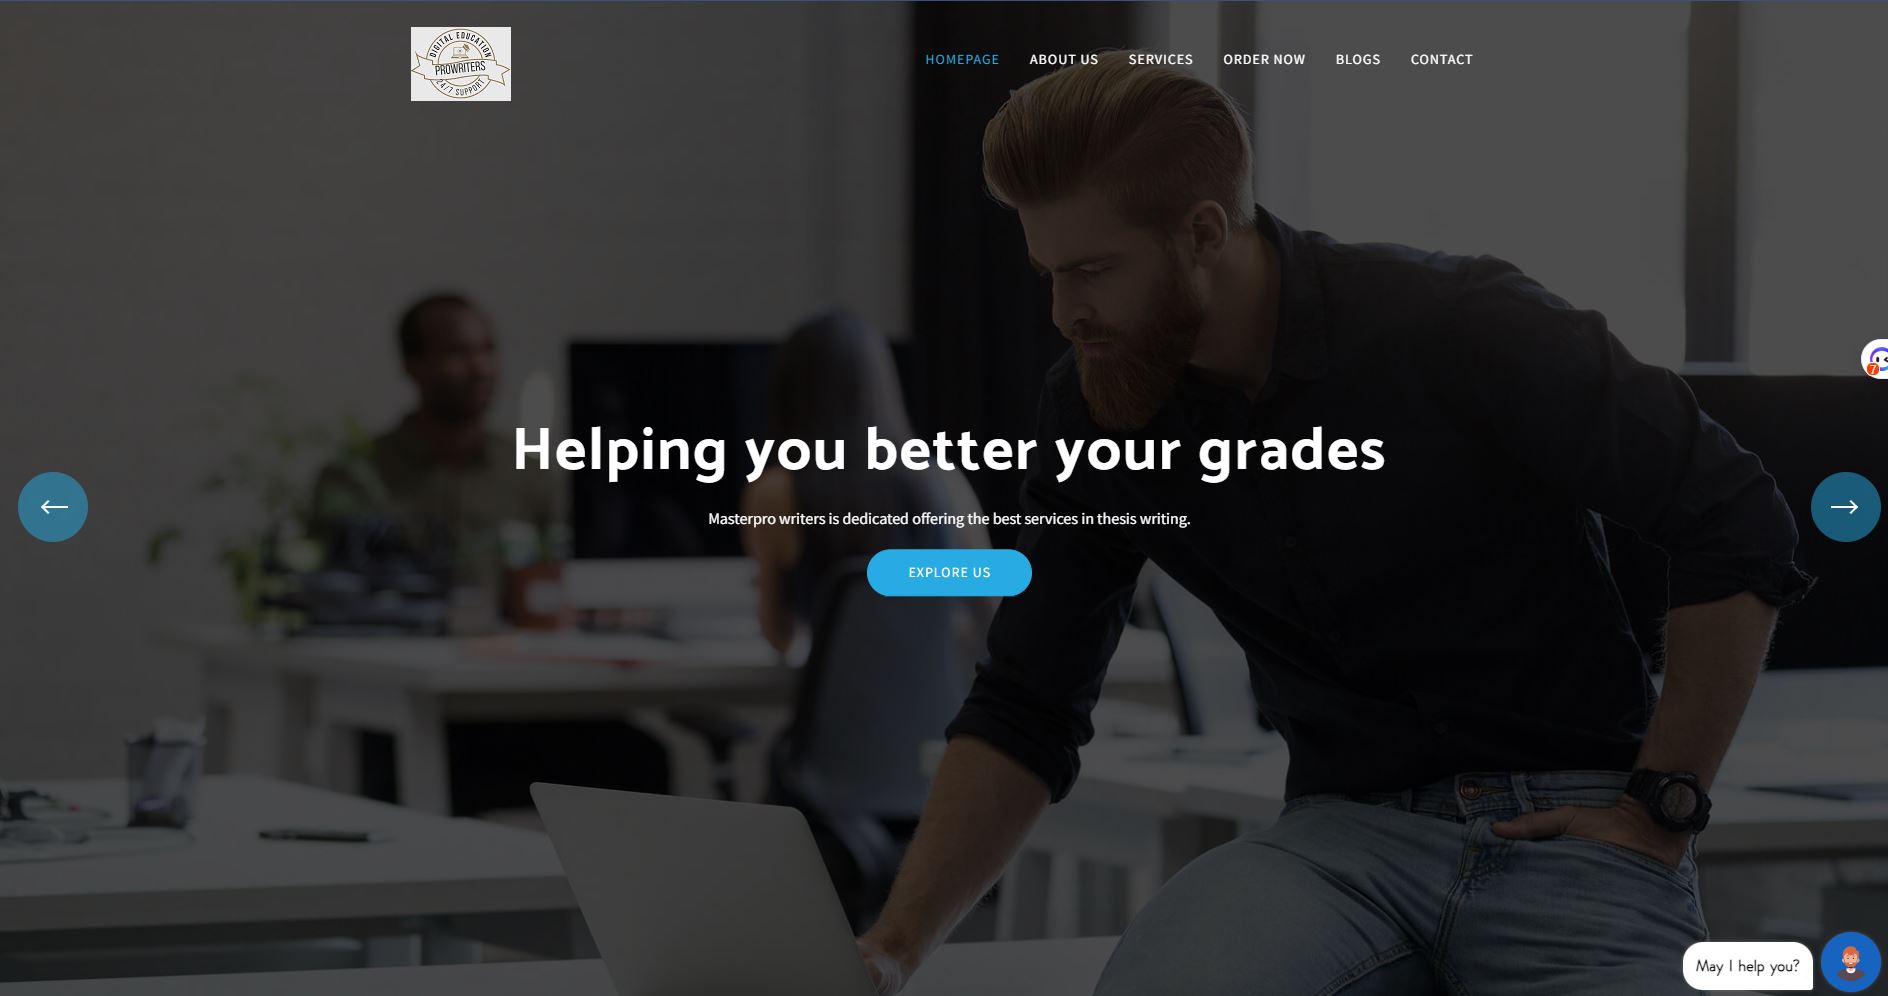 DIGITAL EDUCATION
PROWRITERS
24/7 SUPPORT
HOMEPAGE ABOUT US SERVICES ORDER NOW BLOGS CONTACT
7
Helping you better your grades
Masterpro writers is dedicated offering the best services in thesis writing.
EXPLORE US
May I help you?